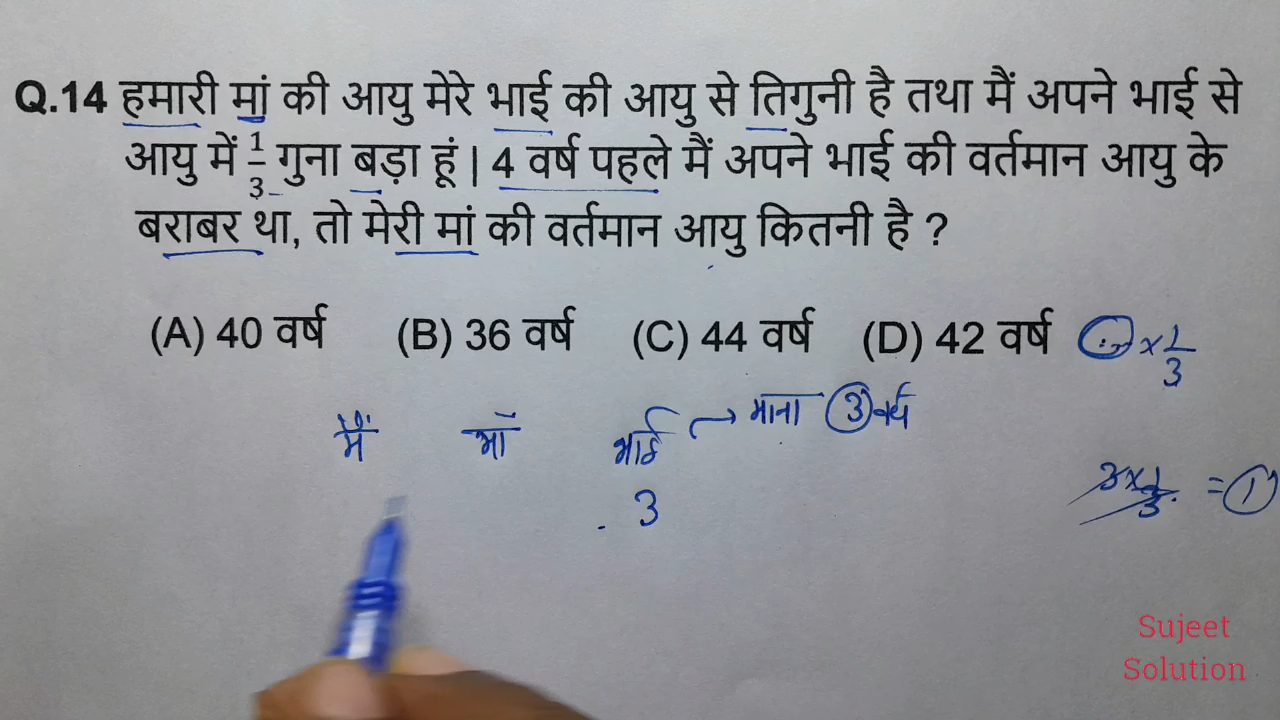 Q.14 हमारी मां की आयु मेरे भाई की आयु से तिगुनी है तथा मैं अपने भाई से
आयु में 1/3 गुना बड़ा हूं | 4 वर्ष पहले मैं अपने भाई की वर्तमान आयु के
बराबर था, तो मेरी मां की वर्तमान आयु कितनी है ?
(A) 40 वर्ष (B) 36 वर्ष (C) 44 वर्ष (D) 42 वर्ष
× 1/3
मैं माँ भाई → माना 3 वर्ष
3
3 × 1/3 = 1
Sujeet
Solution